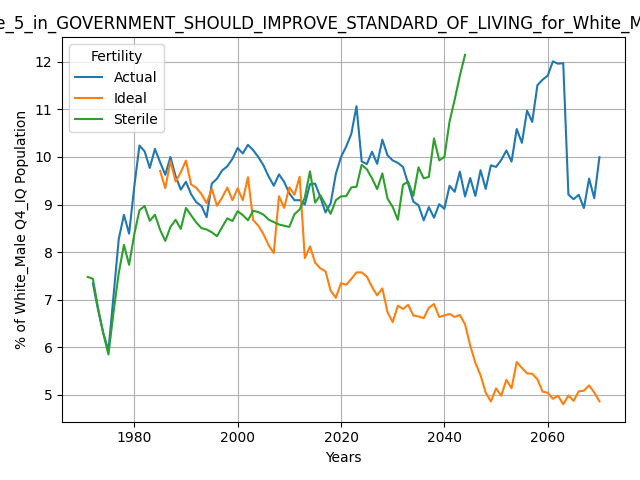 e_5_in_GOVERNMENT_SHOULD_IMPROVE_STANDARD_OF_LIVING_for_White_M
Fertility
Actual
Ideal
Sterile
% of White_Male Q4_IQ Population
12
11
10
9
8
7
6
5
1980 2000 2020 2040 2060
Years